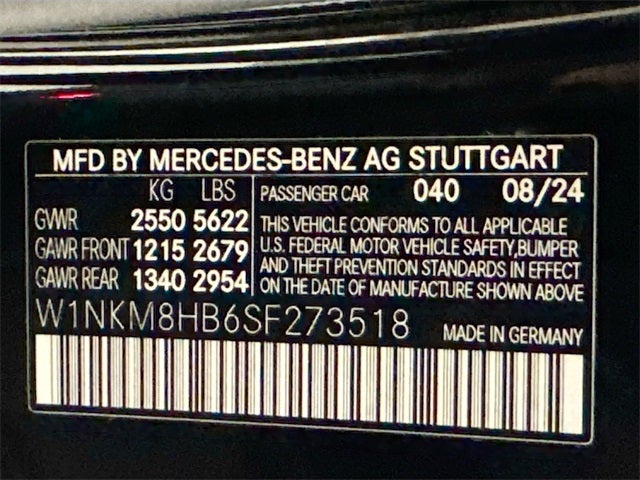 MFD BY MERCEDES-BENZ AG STUTTGART
KG LBS
GVWR 2550 5622
GAWR FRONT 1215 2679
GAWR REAR 1340 2954
PASSENGER CAR 040 08/24
THIS VEHICLE CONFORMS TO ALL APPLICABLE
U.S. FEDERAL MOTOR VEHICLE SAFETY,BUMPER
AND THEFT PREVENTION STANDARDS IN EFFECT
ON THE DATE OF MANUFACTURE SHOWN ABOVE
W1NKM8HB6SF273518
MADE IN GERMANY